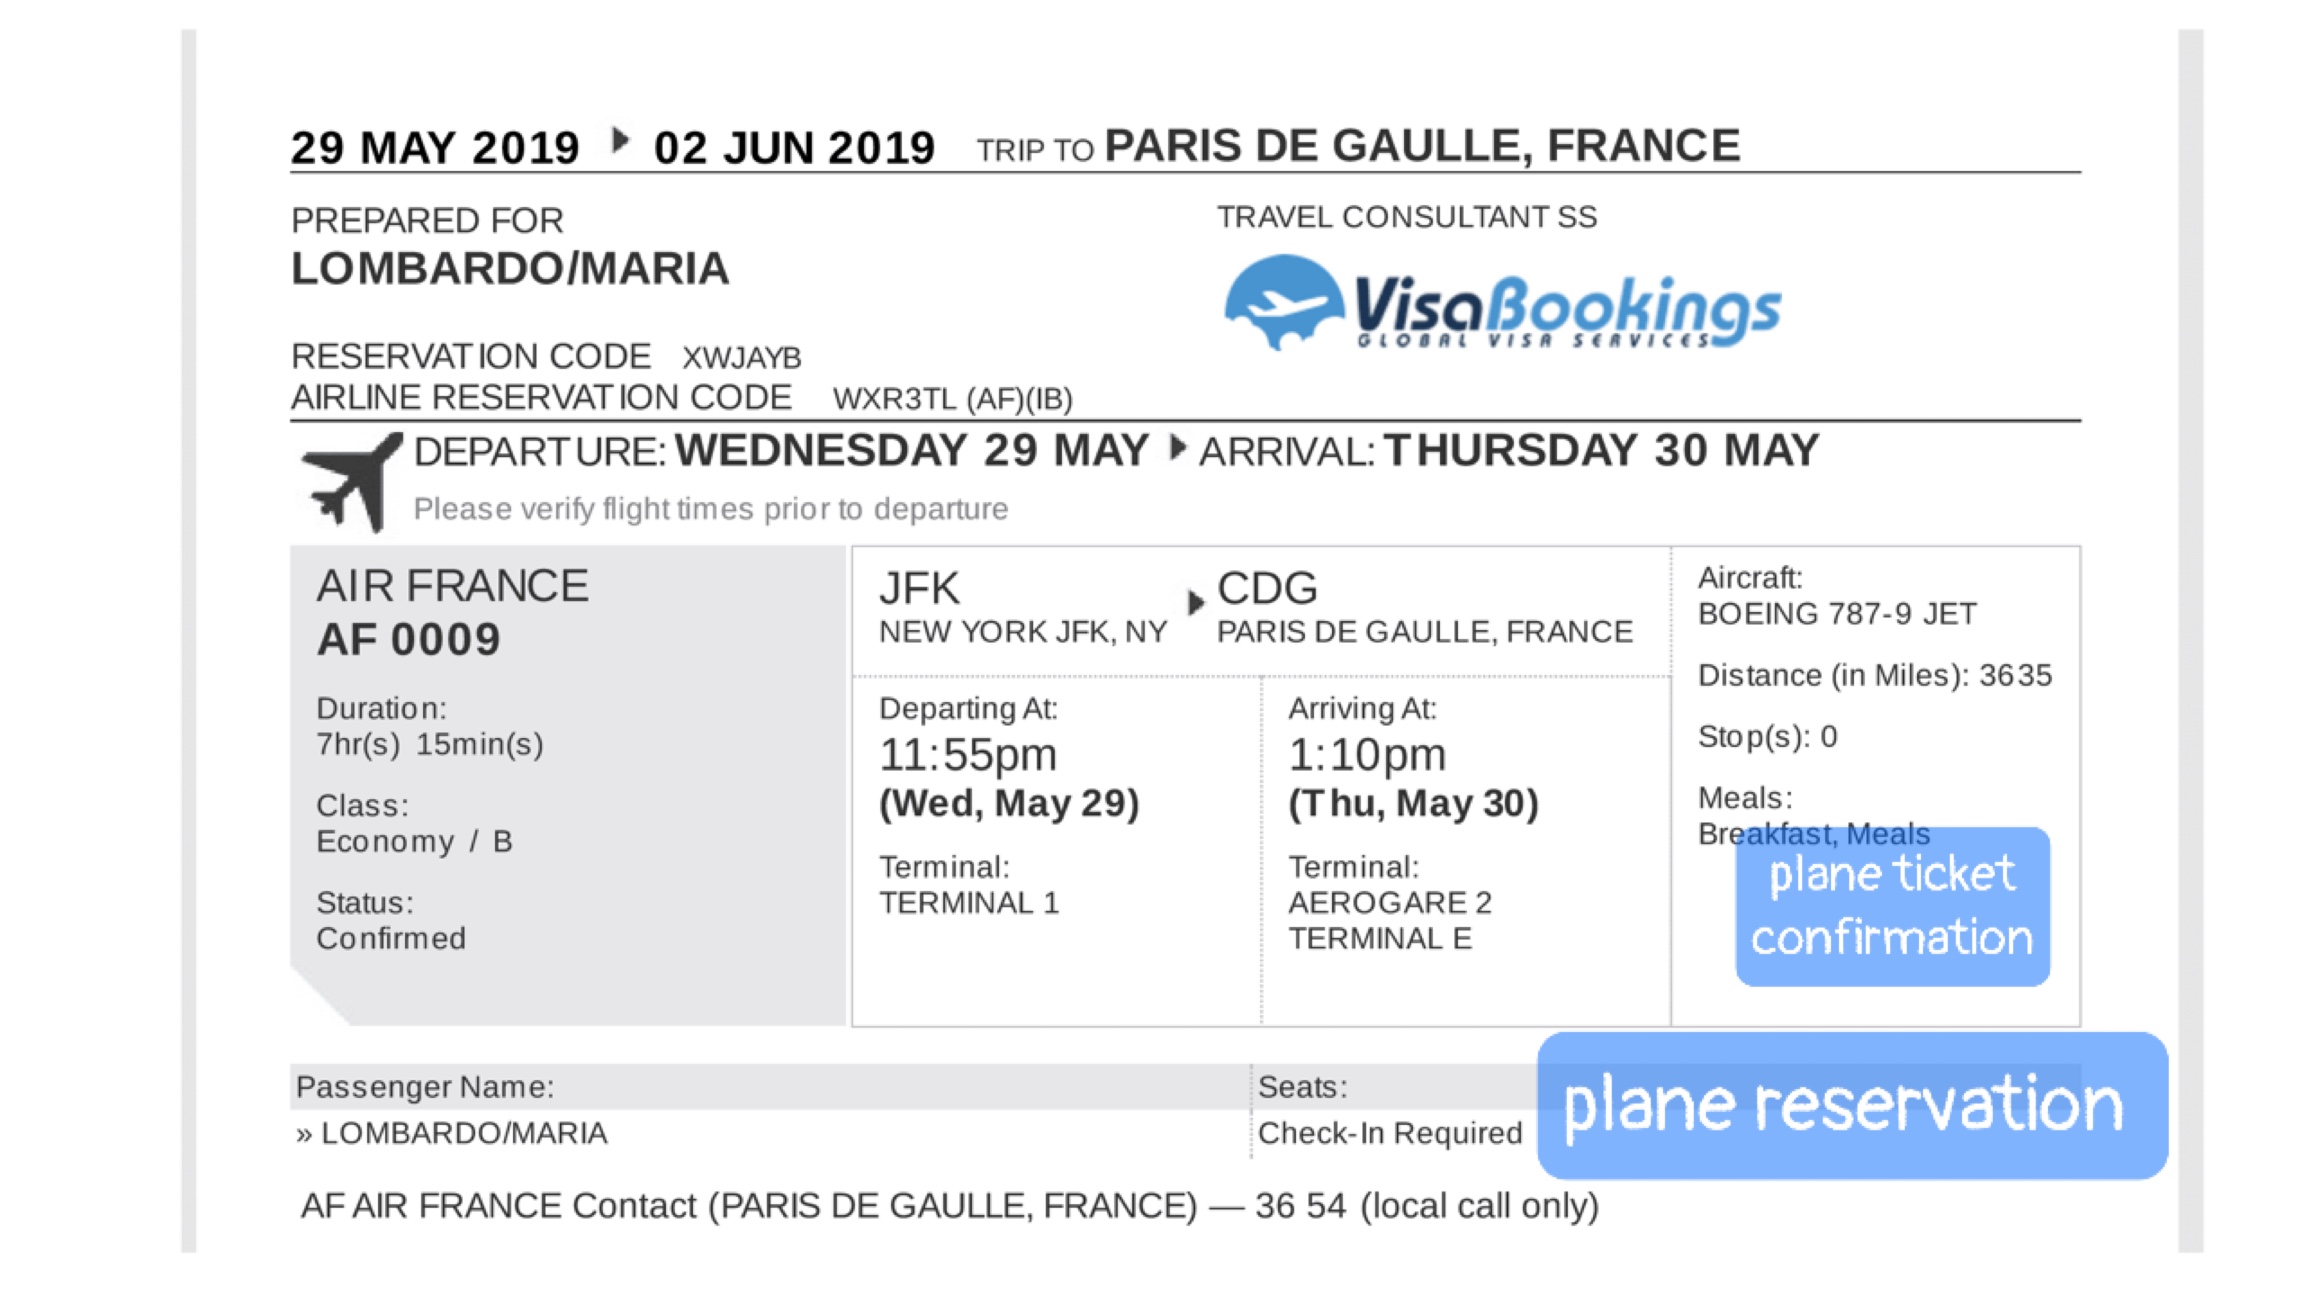 29 MAY 2019 02 JUN 2019 TRIP TO PARIS DE GAULLE, FRANCE
PREPARED FOR
LOMBARDO/MARIA
TRAVEL CONSULTANT SS
VisaBookings
GLOBAL VISA SERVICES
RESERVATION CODE XWJAYB
AIRLINE RESERVATION CODE WXR3TL (AF)(IB)
DEPARTURE: WEDNESDAY 29 MAY ARRIVAL: THURSDAY 30 MAY
Please verify flight times prior to departure
AIR FRANCE
AF 0009
Duration:
7hr(s) 15min(s)
Class:
Economy / B
Status:
Confirmed
JFK
NEW YORK JFK, NY
CDG
PARIS DE GAULLE, FRANCE
Departing At:
11:55pm
(Wed, May 29)
Terminal:
TERMINAL 1
Arriving At:
1:10pm
(Thu, May 30)
Terminal:
AEROGARE 2
TERMINAL E
Aircraft:
BOEING 787-9 JET
Distance (in Miles): 3635
Stop(s): 0
Meals:
Breakfast, Meals
plane ticket
confirmation
Passenger Name:
» LOMBARDO/MARIA
Seats:
Check-In Required
plane reservation
AF AIR FRANCE Contact (PARIS DE GAULLE, FRANCE) — 36 54 (local call only)